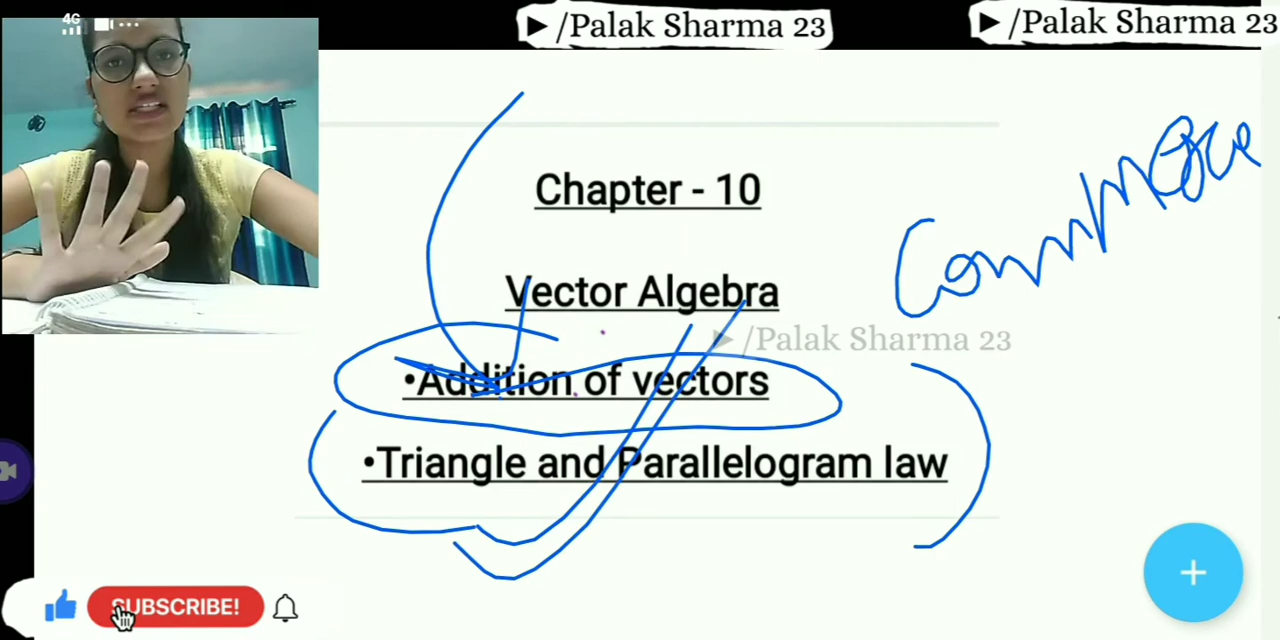 4G
/Palak Sharma 23
/Palak Sharma 23
Chapter - 10
Vector Algebra
/Palak Sharma 23
•Addition of vectors
•Triangle and Parallelogram law
SUBSCRIBE!